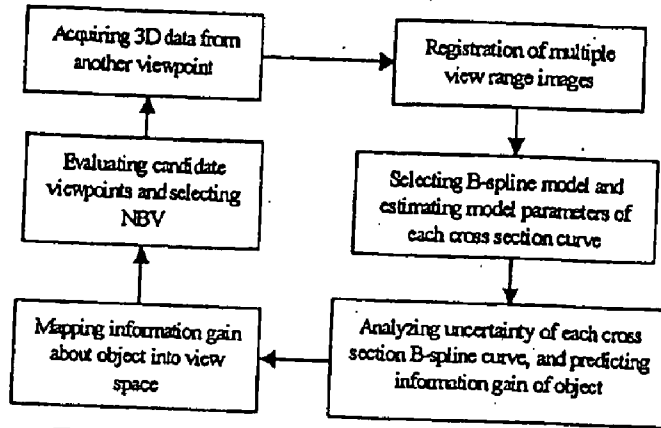 Acquiring 3D data from
another viewpoint
Registration of multiple
view range images
Selecting B-spline model and
estimating model parameters of
each cross section curve
Analyzing uncertainty of each cross
section B-spline curve, and predicting
information gain of object
Mapping information gain
about object into view
space
Evaluating candidate
viewpoints and selecting
NBV